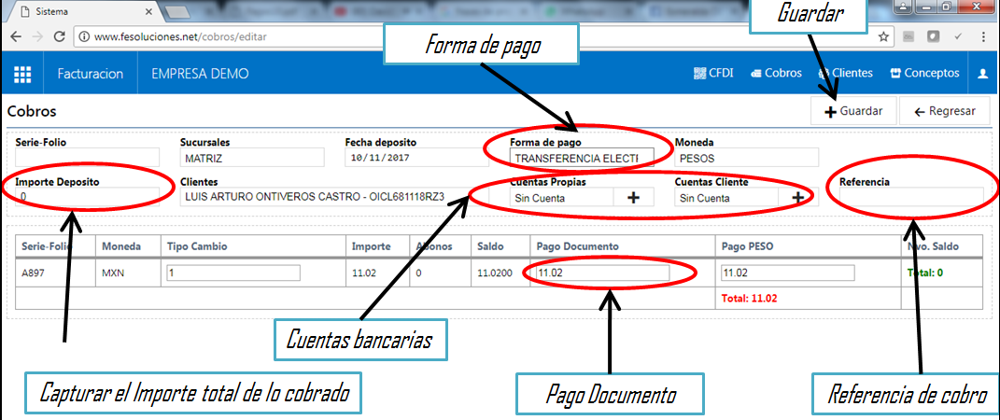 Sistema
www.fesoluciones.net/cobros/editar
Guardar
Forma de pago
Facturacion EMPRESA DEMO CFDI Cobros Clientes Conceptos
Cobros + Guardar ← Regresar
Serie-Folio Sucursales Fecha deposito Forma de pago Moneda
MATRIZ 10/11/2017 TRANSFERENCIA ELECTR PESOS
Importe Deposito Clientes Cuentas Propias Cuentas Cliente Referencia
0 LUIS ARTURO ONTIVEROS CASTRO - OICL681118RZ3 Sin Cuenta + Sin Cuenta +
Serie-Folio Moneda Tipo Cambio Importe Abonos Saldo Pago Documento Pago PESO Nvo. Saldo
A897 MXN 1 11.02 0 11.0200 11.02 11.02 Total: 0
Total: 11.02
Cuentas bancarias
Capturar el Importe total de lo cobrado Pago Documento Referencia de cobro